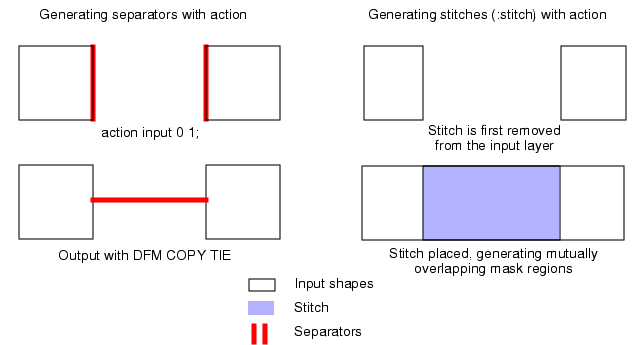 Generating separators with action
Generating stitches (:stitch) with action
action input 0 1;
Stitch is first removed
from the input layer
Output with DFM COPY TIE
Stitch placed, generating mutually
overlapping mask regions
Input shapes
Stitch
Separators